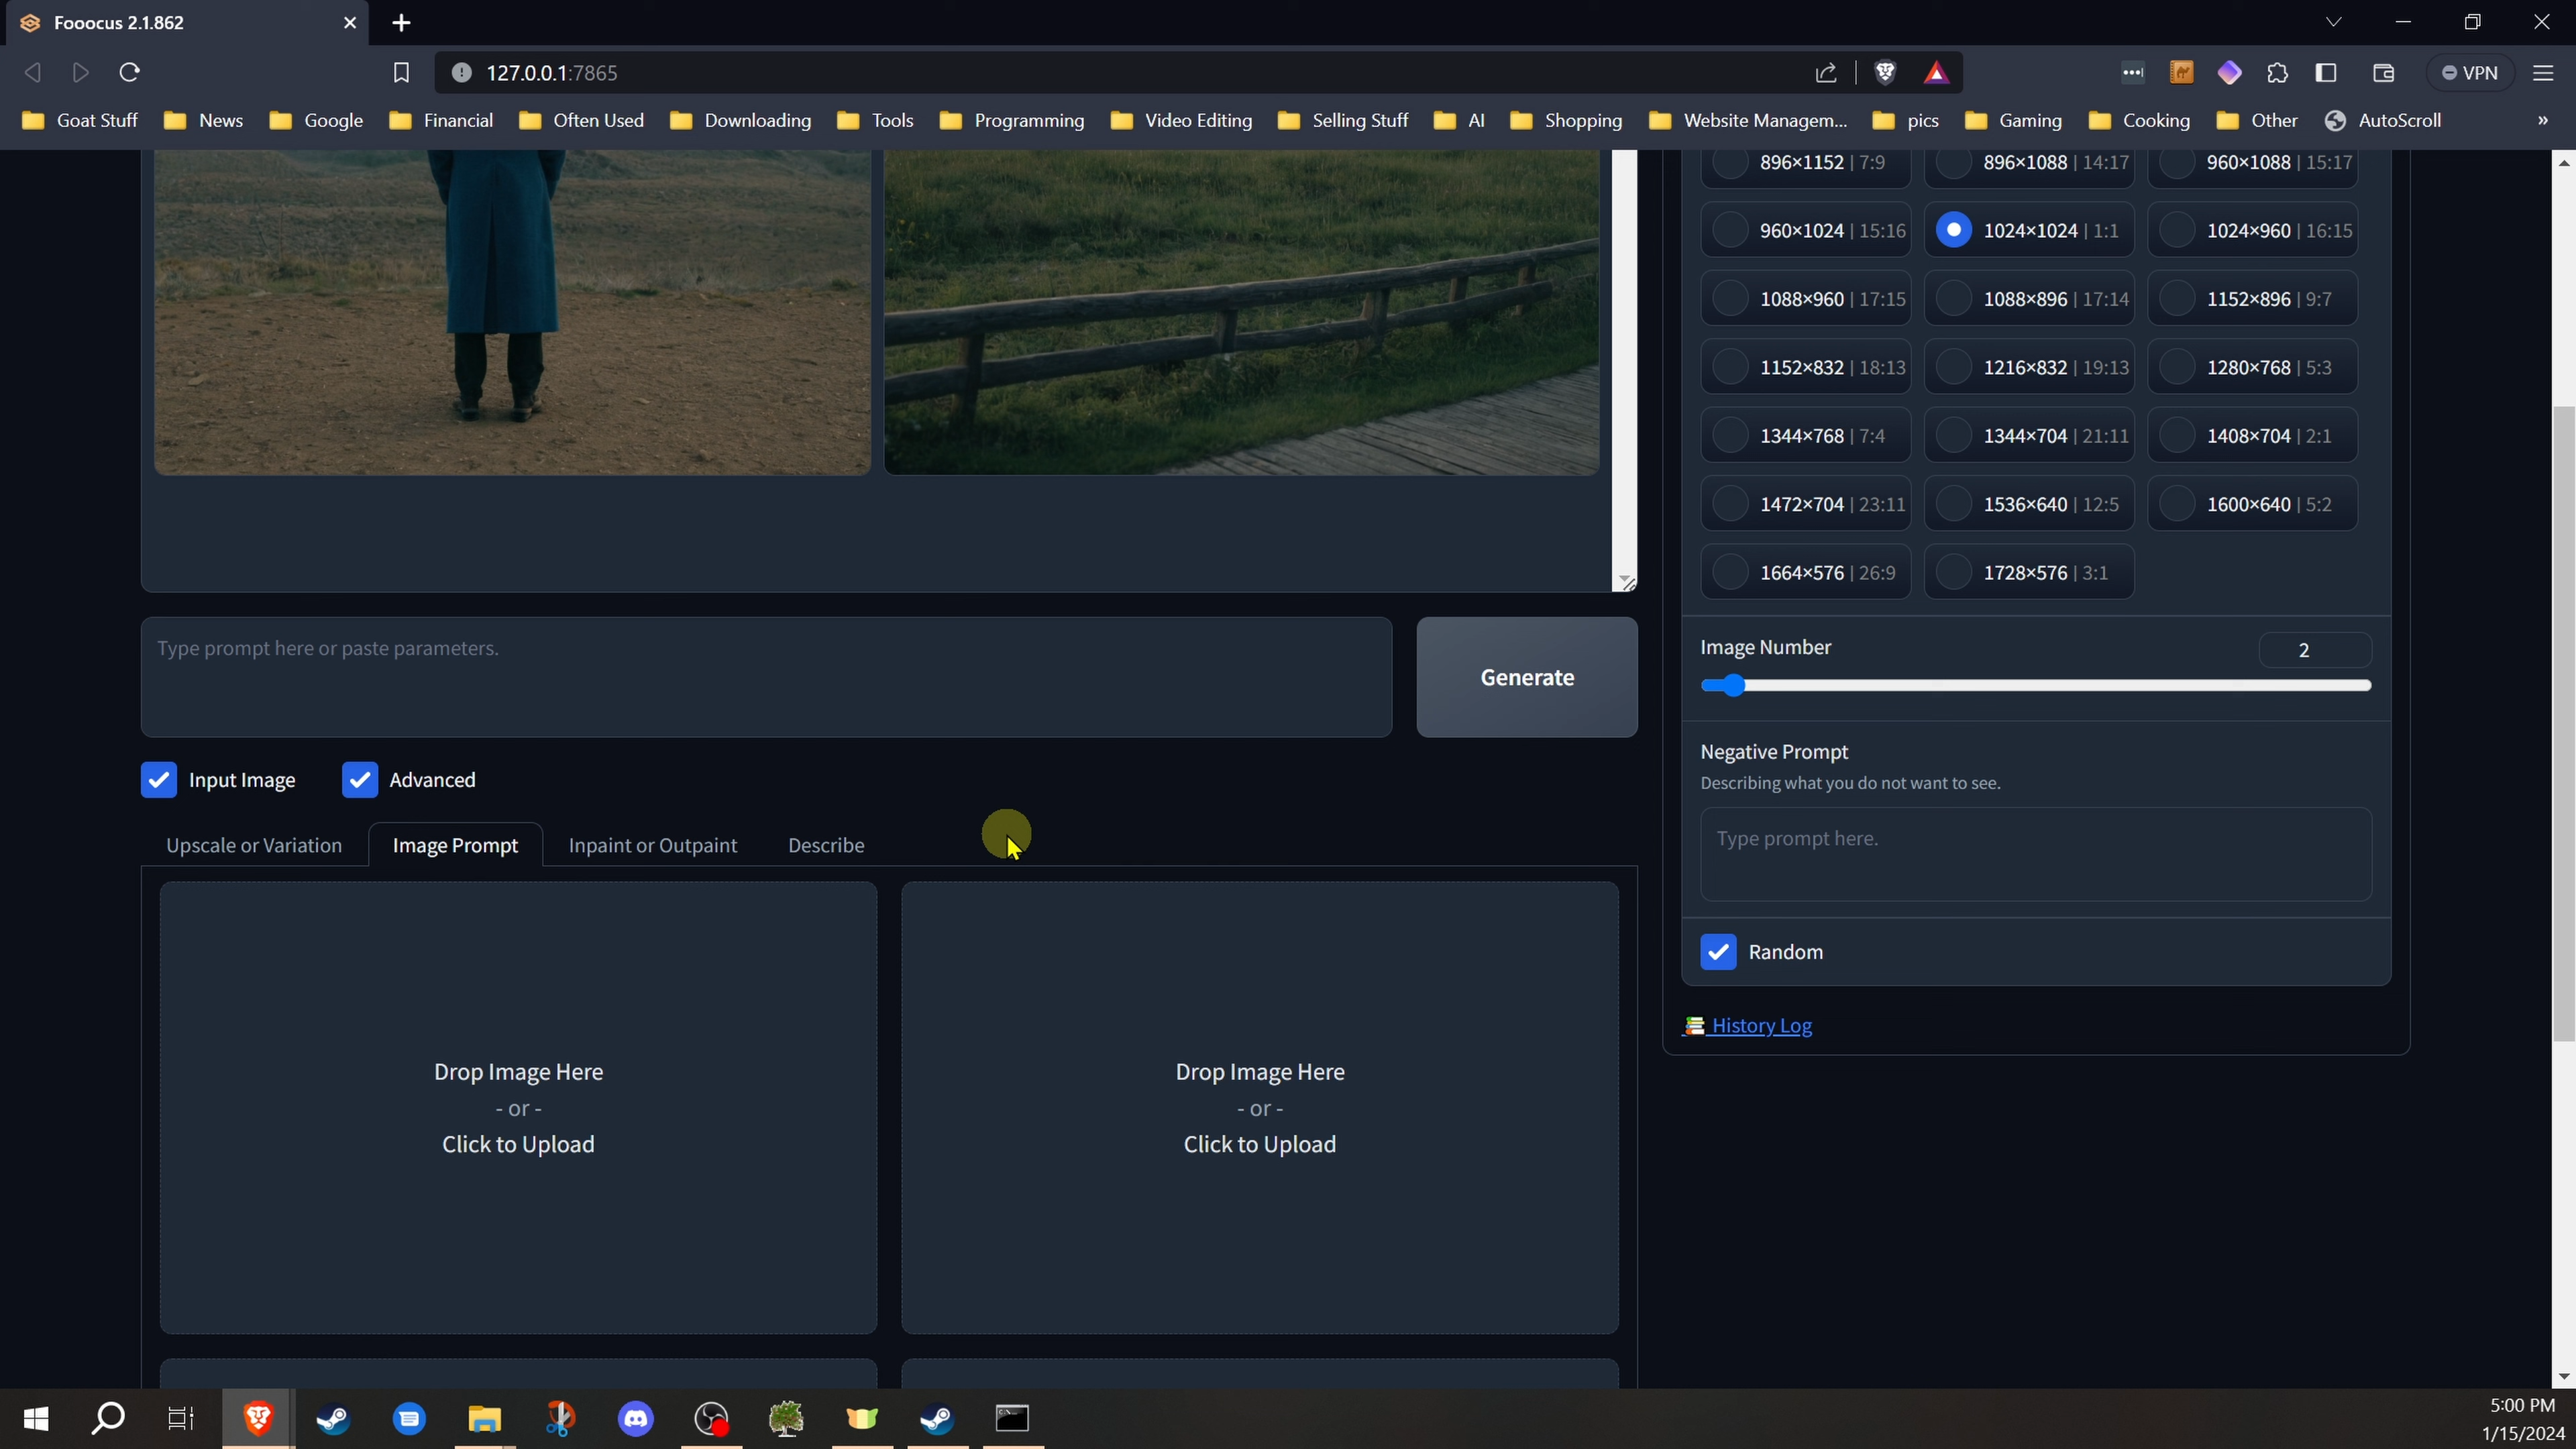 Fooocus 2.1.862
127.0.0.1:7865
VPN
Goat Stuff News Google Financial Often Used Downloading Tools Programming Video Editing Selling Stuff AI Shopping Website Managem... pics Gaming Cooking Other AutoScroll »
896×1152 | 7:9 896×1088 | 14:17 960×1088 | 15:17
960×1024 | 15:16 1024×1024 | 1:1 1024×960 | 16:15
1088×960 | 17:15 1088×896 | 17:14 1152×896 | 9:7
1152×832 | 18:13 1216×832 | 19:13 1280×768 | 5:3
1344×768 | 7:4 1344×704 | 21:11 1408×704 | 2:1
1472×704 | 23:11 1536×640 | 12:5 1600×640 | 5:2
1664×576 | 26:9 1728×576 | 3:1
Type prompt here or paste parameters.
Generate
Image Number 2
Input Image Advanced
Negative Prompt
Describing what you do not want to see.
Type prompt here.
Upscale or Variation Image Prompt Inpaint or Outpaint Describe
Random
History Log
Drop Image Here Drop Image Here
- or - - or -
Click to Upload Click to Upload
5:00 PM
1/15/2024